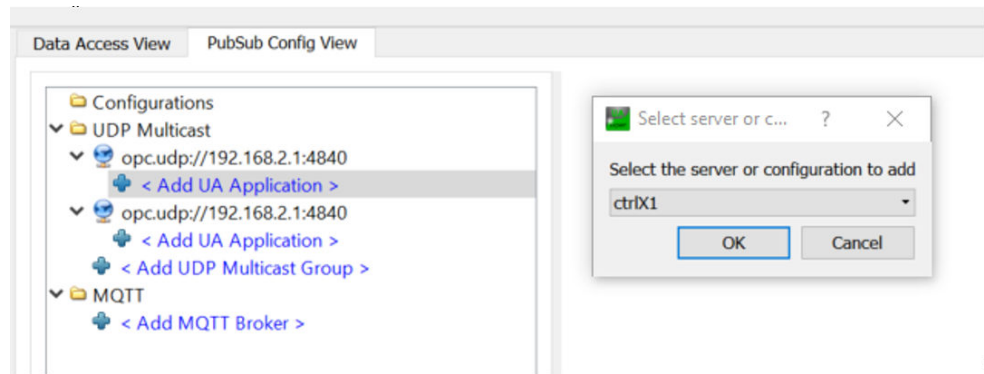 Data Access View
PubSub Config View
Configurations
UDP Multicast
opc.udp://192.168.2.1:4840
< Add UA Application >
opc.udp://192.168.2.1:4840
< Add UA Application >
< Add UDP Multicast Group >
MQTT
< Add MQTT Broker >
Select server or c... ?
Select the server or configuration to add
ctrlX1
OK
Cancel